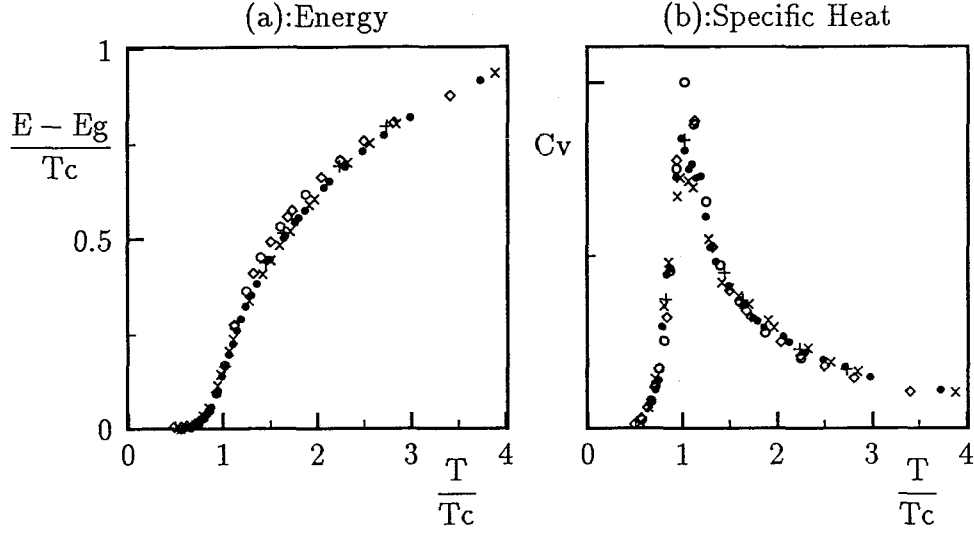 (a):Energy
(b):Specific Heat
1
E − Eg
Tc
Cv
0.5
0
0 1 2 3 4
0 1 2 3 4
T
Tc
T
Tc